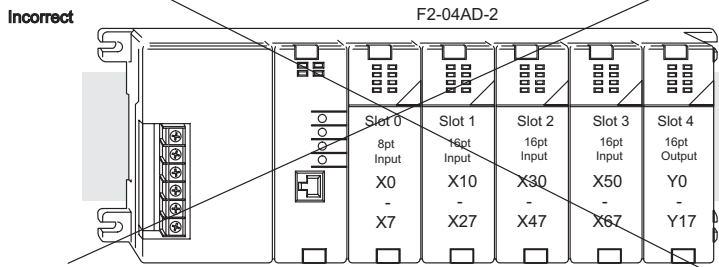 Incorrect
F2-04AD-2
Slot 0 Slot 1 Slot 2 Slot 3 Slot 4
8pt 16pt 16pt 16pt 16pt
Input Input Input Input Output
X0 X10 X30 X50 Y0
- - - - -
X7 X27 X47 X67 Y17